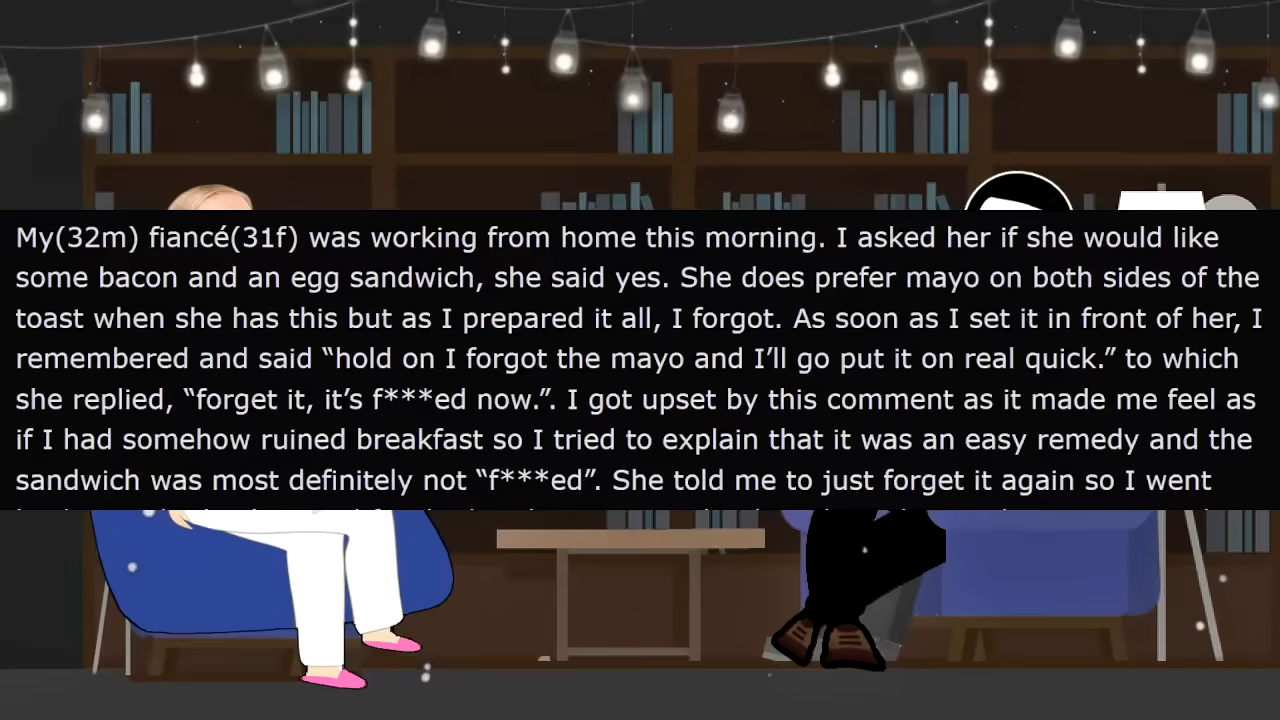 My(32m) fiancé(31f) was working from home this morning. I asked her if she would like
some bacon and an egg sandwich, she said yes. She does prefer mayo on both sides of the
toast when she has this but as I prepared it all, I forgot. As soon as I set it in front of her, I
remembered and said “hold on I forgot the mayo and I’ll go put it on real quick.” to which
she replied, “forget it, it’s f***ed now.”. I got upset by this comment as it made me feel as
if I had somehow ruined breakfast so I tried to explain that it was an easy remedy and the
sandwich was most definitely not “f***ed”. She told me to just forget it again so I went